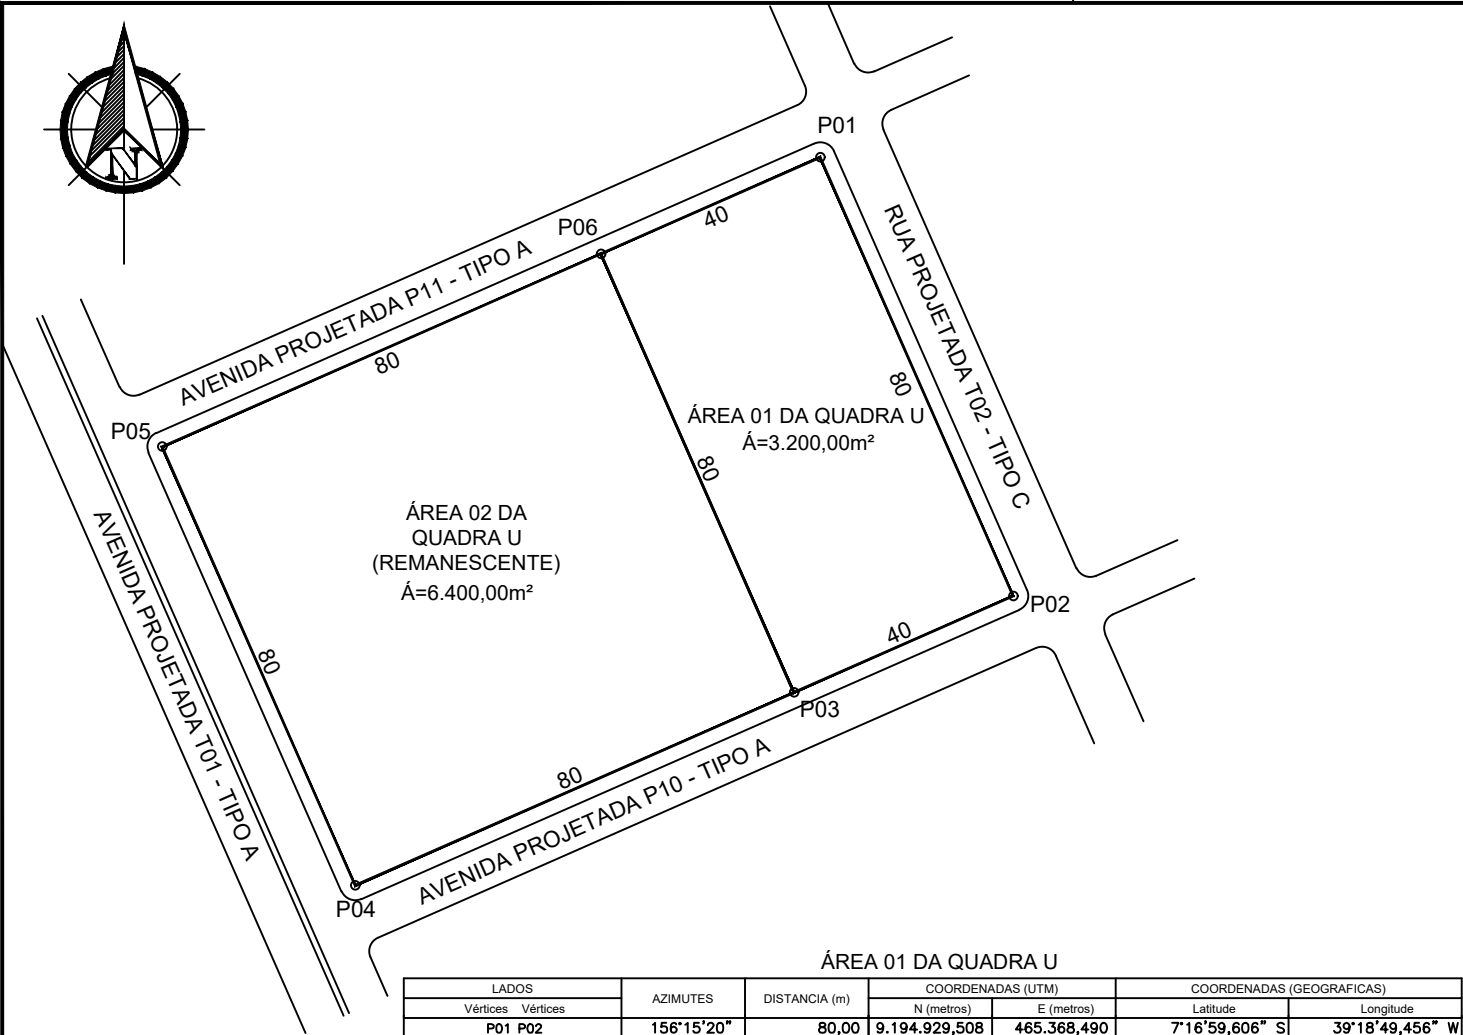 N
P01
P06
40
AVENIDA PROJETADA P11 - TIPO A
80
RUA PROJETADA T02 - TIPO C
80
P05
ÁREA 01 DA QUADRA U
Á=3.200,00m²
80
ÁREA 02 DA
QUADRA U
(REMANESCENTE)
Á=6.400,00m²
AVENIDA PROJETADA T01 - TIPO A
80
P02
40
P03
80
AVENIDA PROJETADA P10 - TIPO A
P04
ÁREA 01 DA QUADRA U
LADOS AZIMUTES DISTANCIA (m) COORDENADAS (UTM) COORDENADAS (GEOGRAFICAS)
Vértices Vértices N (metros) E (metros) Latitude Longitude
P01 P02 156°15'20" 80,00 9.194.929,508 465.368,490 7°16'59,606" S 39°18'49,456" W